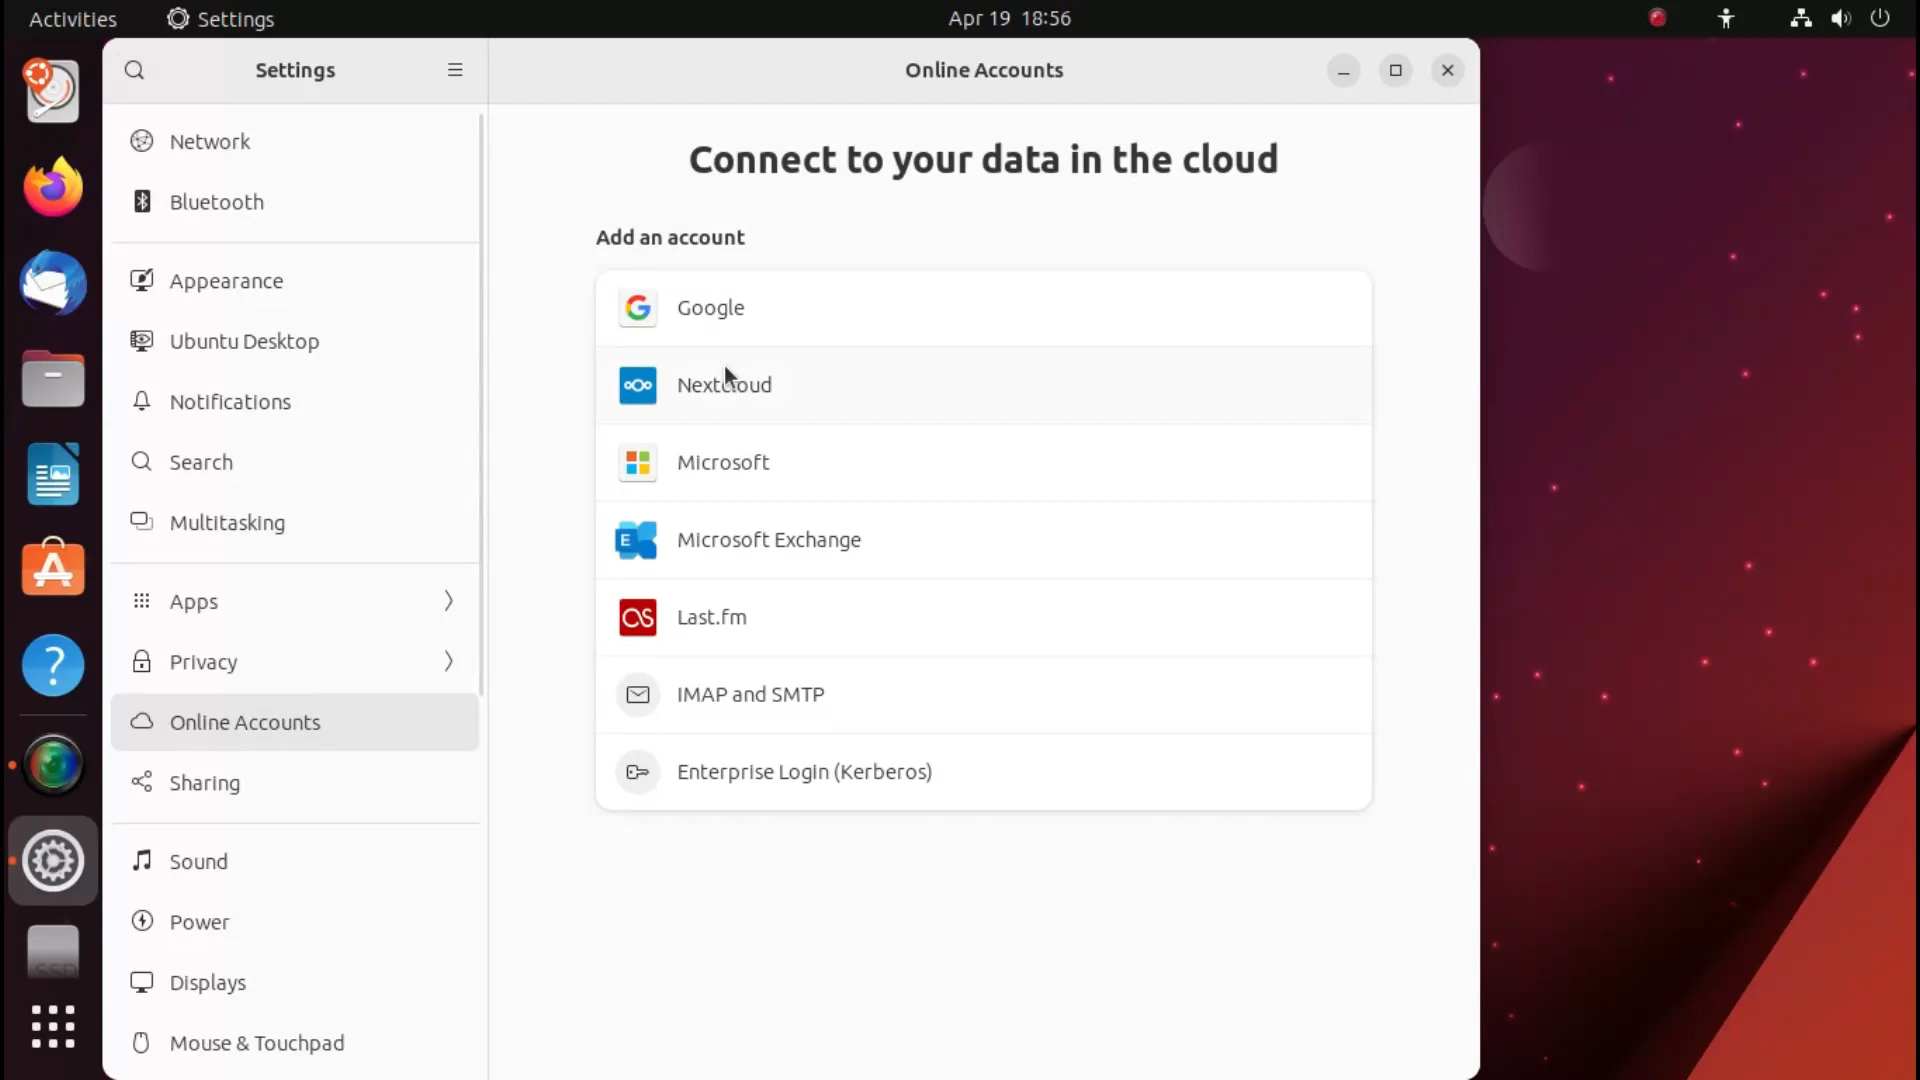 Activities
Settings
Apr 19 18:56
Settings
Online Accounts
Network
Bluetooth
Appearance
Ubuntu Desktop
Notifications
Search
Multitasking
Apps
Privacy
Online Accounts
Sharing
Sound
Power
Displays
Mouse & Touchpad
Connect to your data in the cloud
Add an account
Google
Nextcloud
Microsoft
E
Microsoft Exchange
Last.fm
IMAP and SMTP
Enterprise Login (Kerberos)
?
SSD